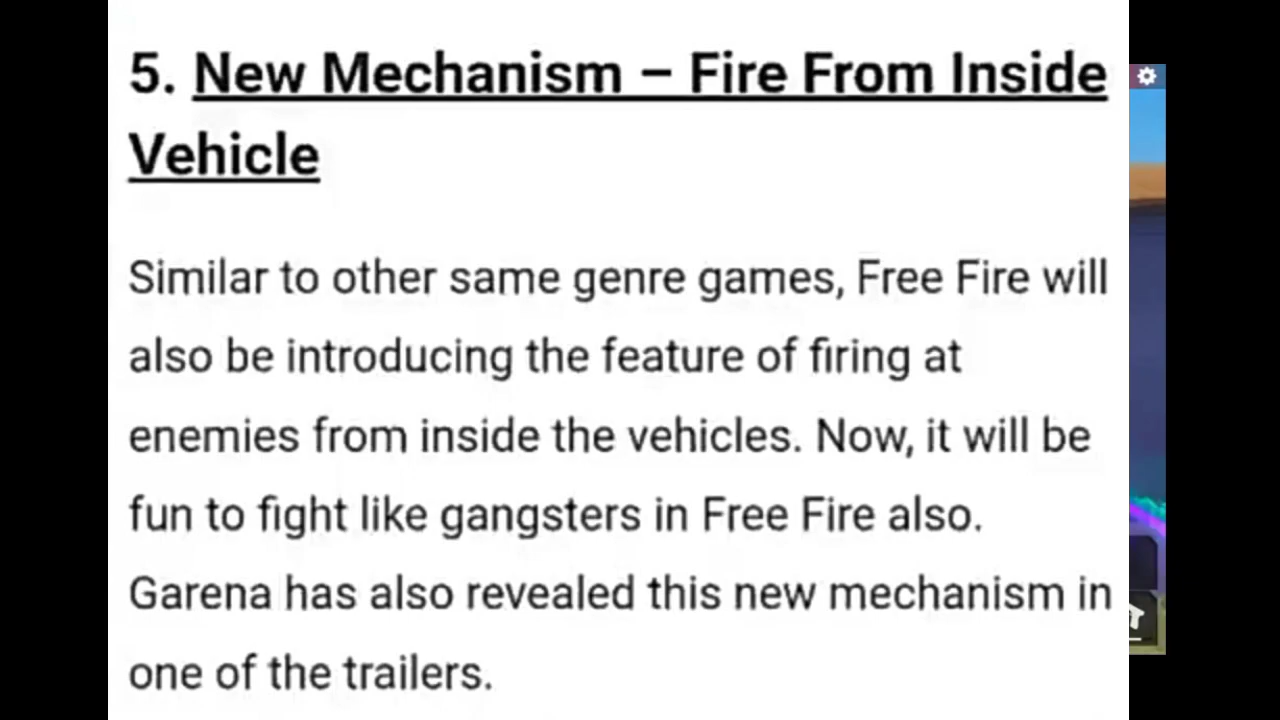 5. New Mechanism – Fire From Inside
Vehicle
Similar to other same genre games, Free Fire will
also be introducing the feature of firing at
enemies from inside the vehicles. Now, it will be
fun to fight like gangsters in Free Fire also.
Garena has also revealed this new mechanism in
one of the trailers.